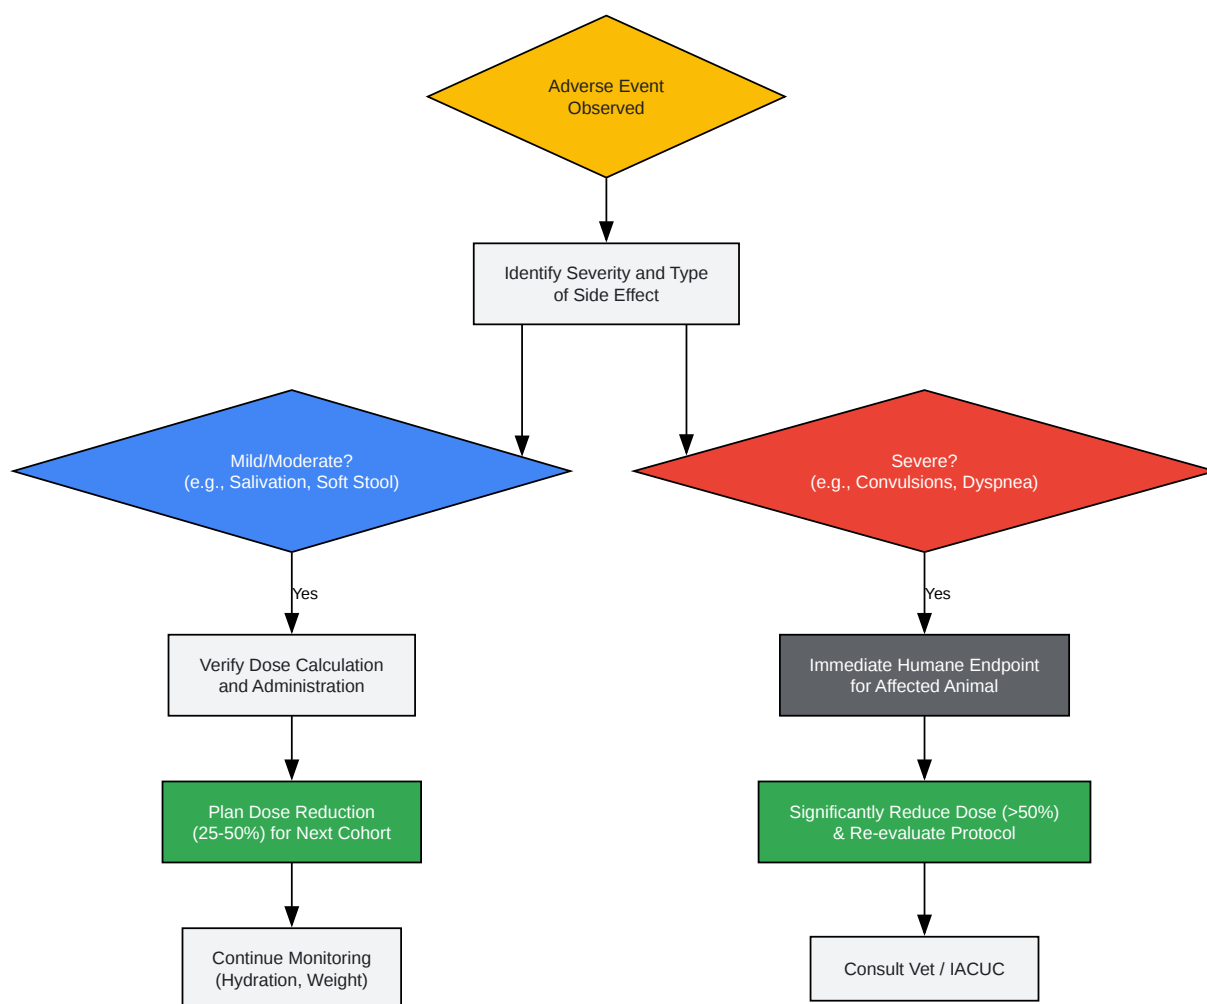 Adverse Event
Observed
Identify Severity and Type
of Side Effect
Mild/Moderate?
(e.g., Salivation, Soft Stool)
Severe?
(e.g., Convulsions, Dyspnea)
Yes
Yes
Verify Dose Calculation
and Administration
Immediate Humane Endpoint
for Affected Animal
Plan Dose Reduction
(25-50%) for Next Cohort
Significantly Reduce Dose (>50%)
& Re-evaluate Protocol
Continue Monitoring
(Hydration, Weight)
Consult Vet / IACUC